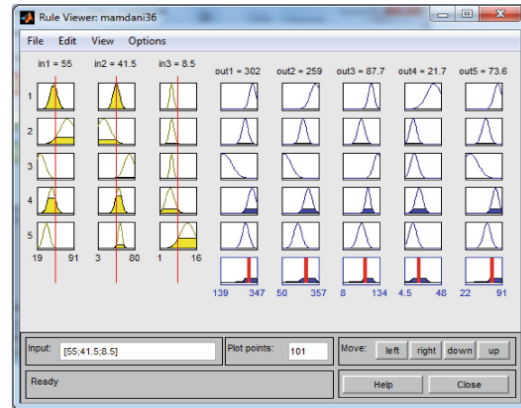 Rule Viewer: mamdani36
File Edit View Options
in1 = 55 in2 = 41.5 in3 = 8.5 out1 = 302 out2 = 259 out3 = 87.7 out4 = 21.7 out5 = 73.6
1
2
3
4
5
19 91 3 80 1 16
139 347 50 357 8 134 4.5 48 22 91
Input: [55;41.5;8.5] Plot points: 101 Move: left right down up
Ready Help Close